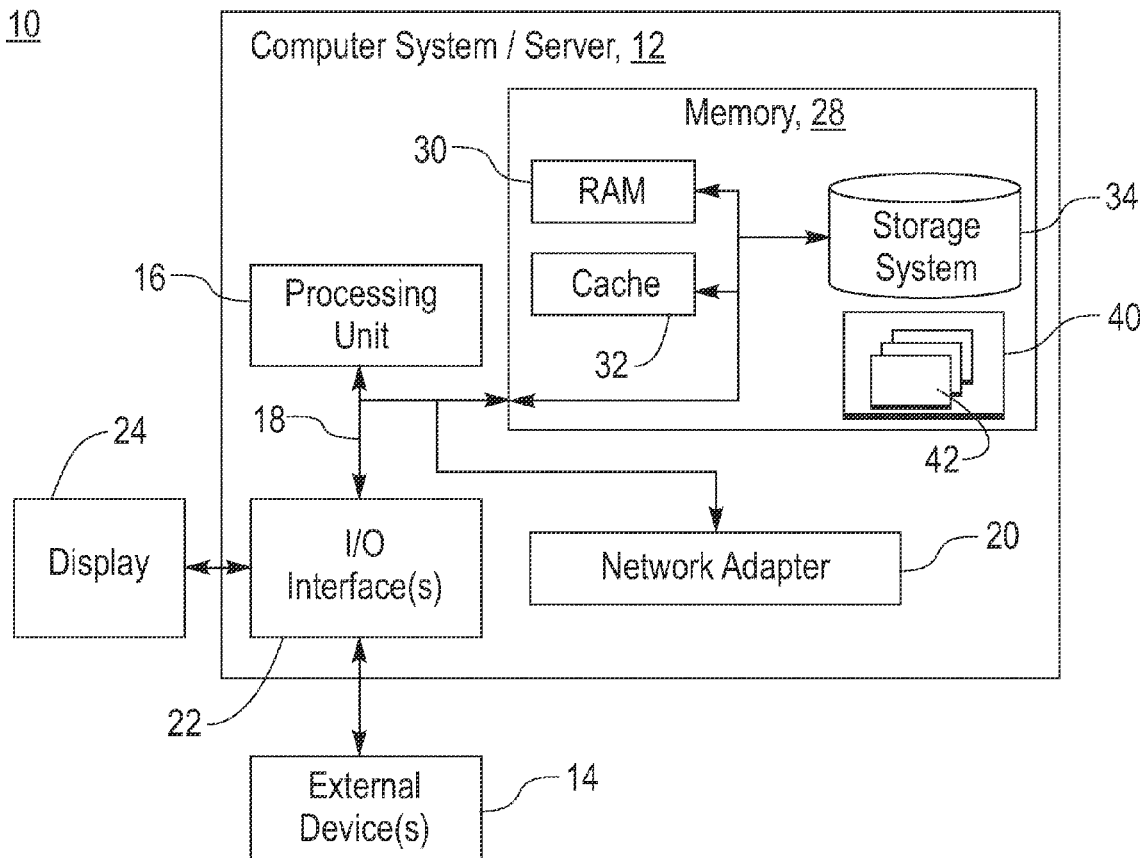 10
Computer System / Server, 12
Memory, 28
30
RAM
34
Storage
System
16
Processing
Unit
Cache
32
40
18
42
24
Display
I/O
Interface(s)
20
Network Adapter
22
External
Device(s)
14